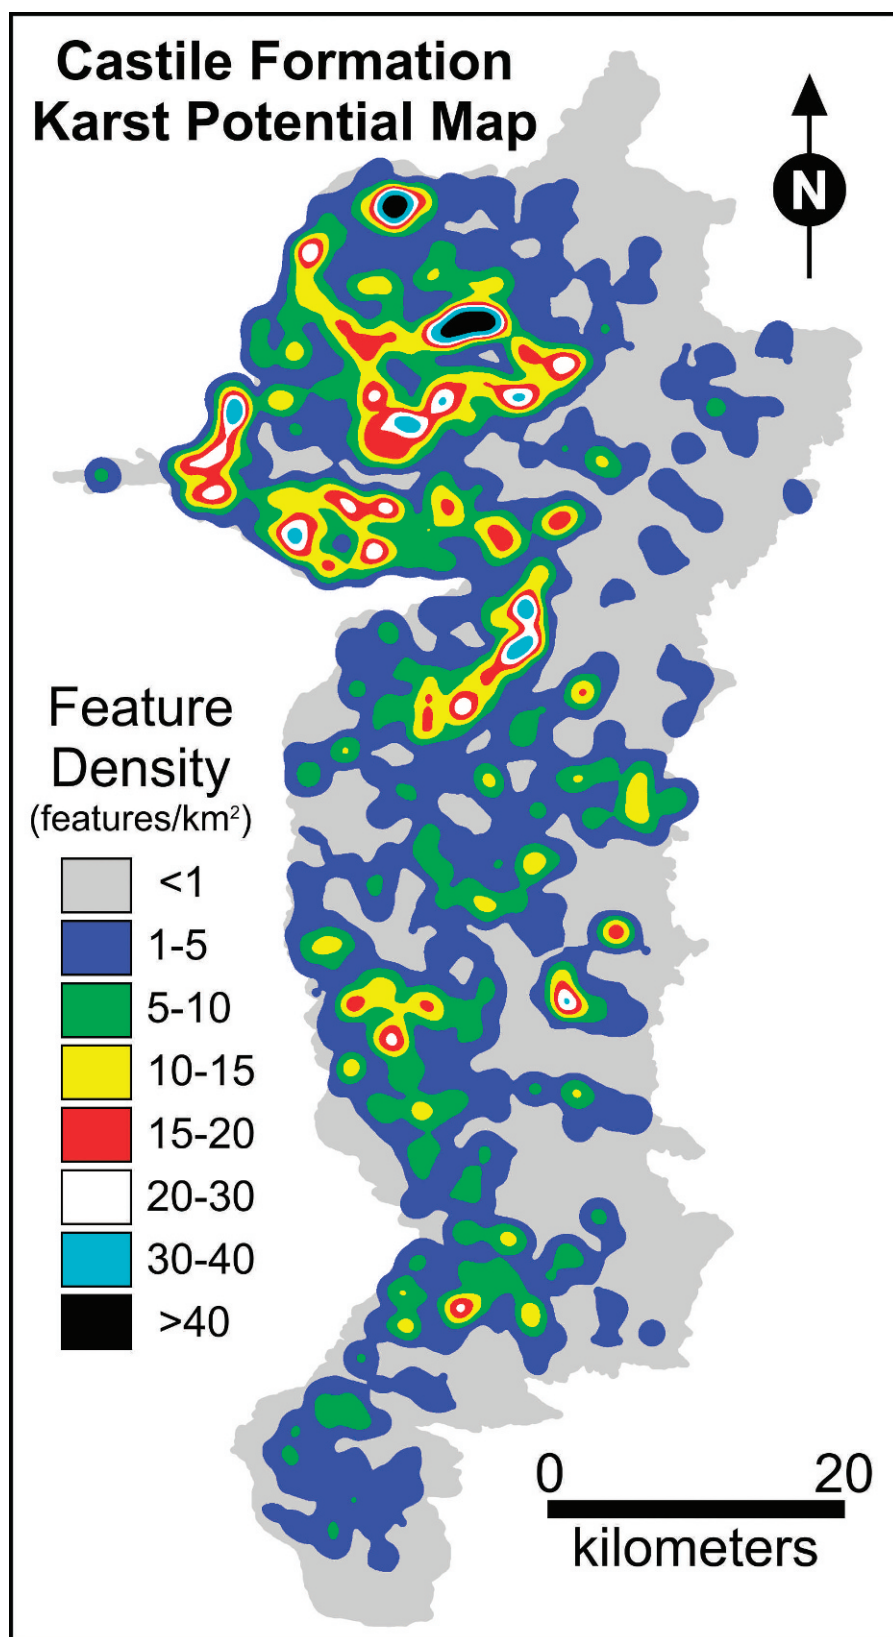 Castile Formation
Karst Potential Map
N
Feature
Density
(features/km²)
<1
1-5
5-10
10-15
15-20
20-30
30-40
>40
0 20
kilometers